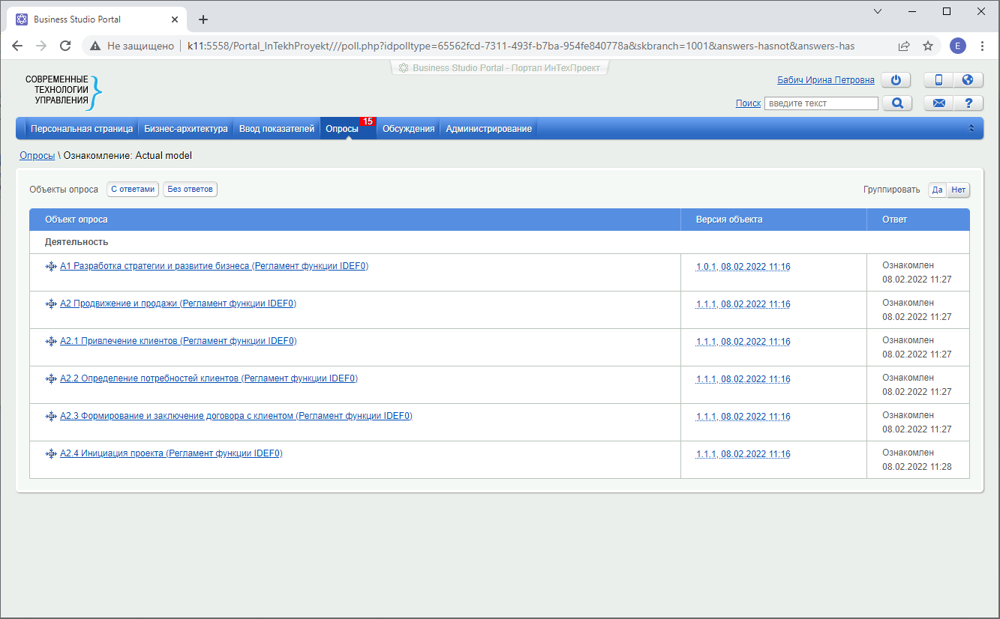 Business Studio Portal
Не защищено
k11:5558/Portal_InTekhProyekt///poll.php?idpolltype=65562fcd-7311-493f-b7ba-954fe840778a&skbranch=1001&answers-hasnot&answers-has
E
Business Studio Portal - Портал ИнТехПроект
СОВРЕМЕННЫЕ
ТЕХНОЛОГИИ
УПРАВЛЕНИЯ
Бабич Ирина Петровна
Поиск введите текст ?
Персональная страница Бизнес-архитектура Ввод показателей Опросы 15 Обсуждения Администрирование
Опросы \ Ознакомление: Actual model
Объекты опроса С ответами Без ответов Группировать Да Нет
Объект опроса Версия объекта Ответ
Деятельность
A1 Разработка стратегии и развитие бизнеса (Регламент функции IDEF0) 1.0.1, 08.02.2022 11:16 Ознакомлен
08.02.2022 11:27
A2 Продвижение и продажи (Регламент функции IDEF0) 1.1.1, 08.02.2022 11:16 Ознакомлен
08.02.2022 11:27
A2.1 Привлечение клиентов (Регламент функции IDEF0) 1.1.1, 08.02.2022 11:16 Ознакомлен
08.02.2022 11:27
A2.2 Определение потребностей клиентов (Регламент функции IDEF0) 1.1.1, 08.02.2022 11:16 Ознакомлен
08.02.2022 11:27
A2.3 Формирование и заключение договора с клиентом (Регламент функции IDEF0) 1.1.1, 08.02.2022 11:16 Ознакомлен
08.02.2022 11:27
A2.4 Инициация проекта (Регламент функции IDEF0) 1.1.1, 08.02.2022 11:16 Ознакомлен
08.02.2022 11:28